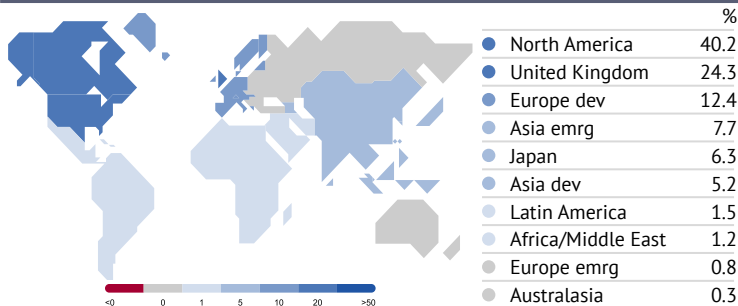 %
North America 40.2
United Kingdom 24.3
Europe dev 12.4
Asia emrg 7.7
Japan 6.3
Asia dev 5.2
Latin America 1.5
Africa/Middle East 1.2
Europe emrg 0.8
Australasia 0.3
<0 0 1 5 10 20 >50